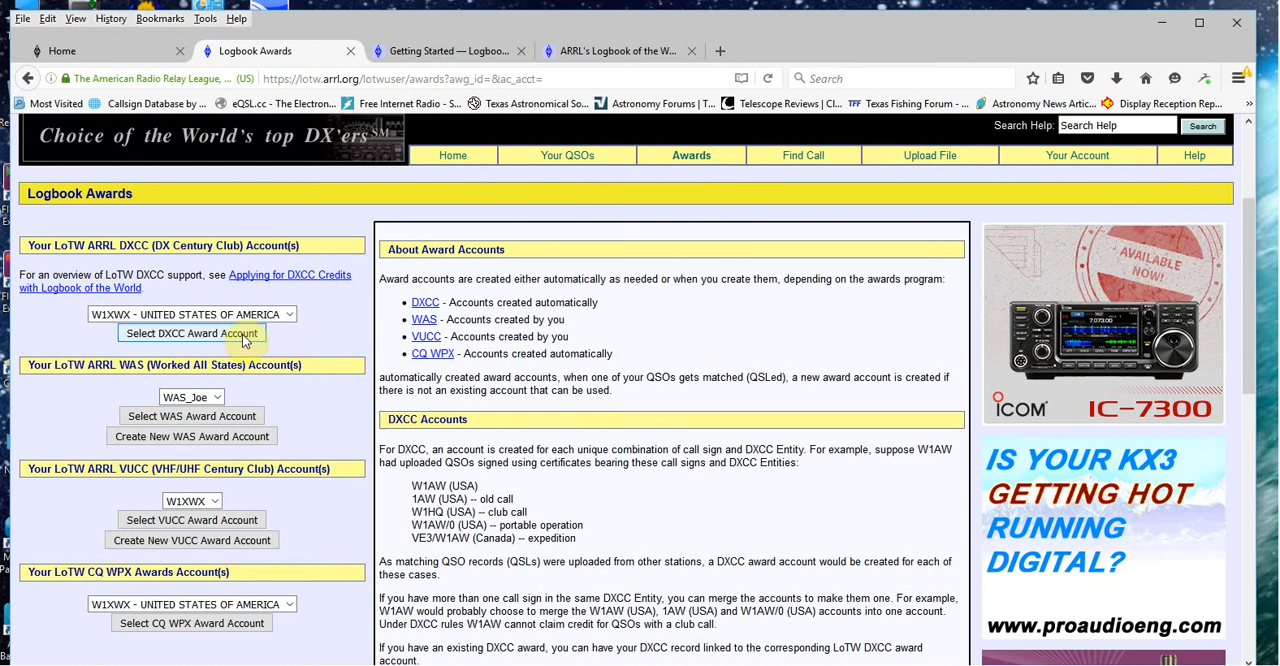 File Edit View History Bookmarks Tools Help
Home
Logbook Awards
Getting Started — Logboo...
ARRL's Logbook of the W...
The American Radio Relay League, ... (US)
https://lotw.arrl.org/lotwuser/awards?awg_id=&ac_acct=
Search
Most Visited
Callsign Database by ...
eQSL.cc - The Electron...
Free Internet Radio - S...
Texas Astronomical So...
Astronomy Forums | T...
Telescope Reviews | Cl...
TFF Texas Fishing Forum - ...
Astronomy News Artic...
Display Reception Rep...
Choice of the World's top DX'ers℠
Search Help: Search Help Search
Home Your QSOs Awards Find Call Upload File Your Account Help
Logbook Awards
Your LoTW ARRL DXCC (DX Century Club) Account(s)
For an overview of LoTW DXCC support, see Applying for DXCC Credits
with Logbook of the World.
W1XWX - UNITED STATES OF AMERICA
Select DXCC Award Account
Your LoTW ARRL WAS (Worked All States) Account(s)
WAS_Joe
Select WAS Award Account
Create New WAS Award Account
Your LoTW ARRL VUCC (VHF/UHF Century Club) Account(s)
W1XWX
Select VUCC Award Account
Create New VUCC Award Account
Your LoTW CQ WPX Awards Account(s)
W1XWX - UNITED STATES OF AMERICA
Select CQ WPX Award Account
About Award Accounts
Award accounts are created either automatically as needed or when you create them, depending on the awards program:
• DXCC - Accounts created automatically
• WAS - Accounts created by you
• VUCC - Accounts created by you
• CQ WPX - Accounts created automatically
automatically created award accounts, when one of your QSOs gets matched (QSLed), a new award account is created if
there is not an existing account that can be used.
DXCC Accounts
For DXCC, an account is created for each unique combination of call sign and DXCC Entity. For example, suppose W1AW
had uploaded QSOs signed using certificates bearing these call signs and DXCC Entities:
W1AW (USA)
1AW (USA) -- old call
W1HQ (USA) -- club call
W1AW/0 (USA) -- portable operation
VE3/W1AW (Canada) -- expedition
As matching QSO records (QSLs) were uploaded from other stations, a DXCC award account would be created for each of
these cases.
If you have more than one call sign in the same DXCC Entity, you can merge the accounts to make them one. For example,
W1AW would probably choose to merge the W1AW (USA), 1AW (USA) and W1AW/0 (USA) accounts into one account.
Under DXCC rules W1AW cannot claim credit for QSOs with a club call.
If you have an existing DXCC award, you can have your DXCC record linked to the corresponding LoTW DXCC award
account.
AVAILABLE
NOW!
ICOM IC-7300
IS YOUR KX3
GETTING HOT
RUNNING
DIGITAL?
www.proaudioeng.com